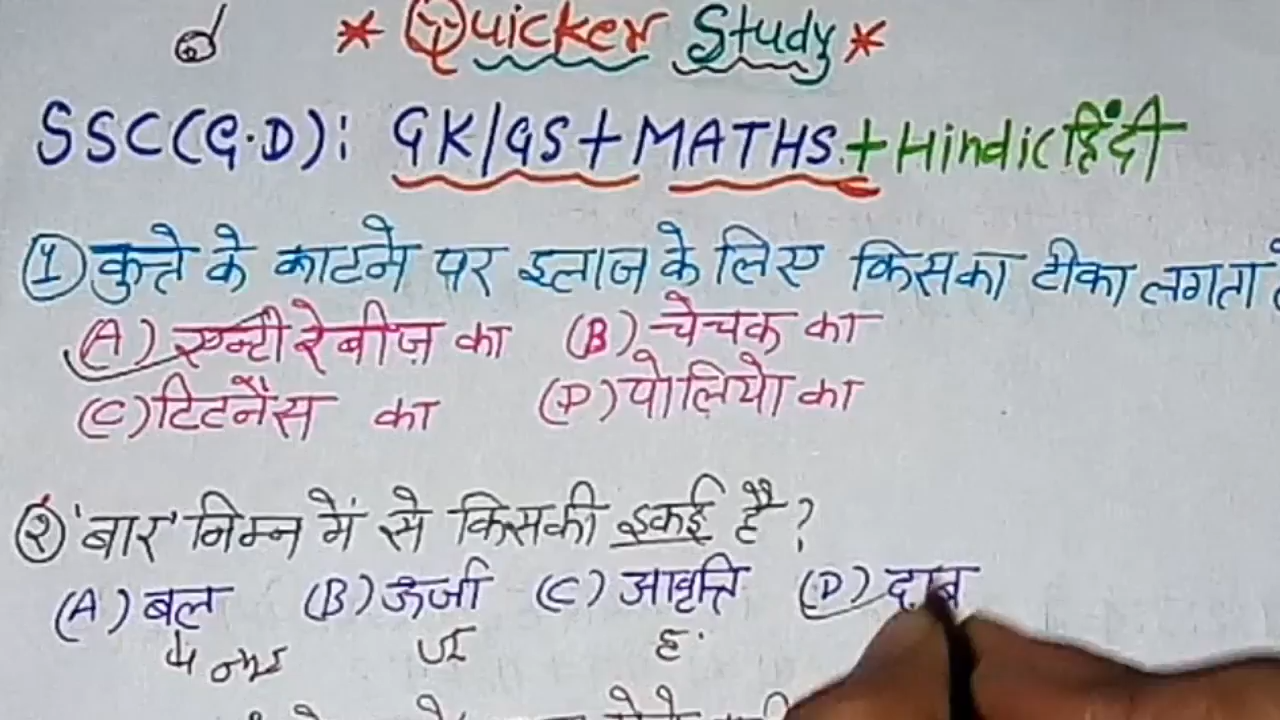 * Quicker Study *
SSC(G.D): GK/GS+MATHS+Hindi हिंदी
(1) कुत्ते के काटने पर इलाज के लिए किसका टीका लगता
(A) एन्टी रेबीज़ का (B) चेचक का
(C) टिटनैस का (D) पोलियो का
(2) 'बार' निम्न में से किसकी इकई है?
(A) बल (B) ऊर्जा (C) आवृत्ति (D) दाब